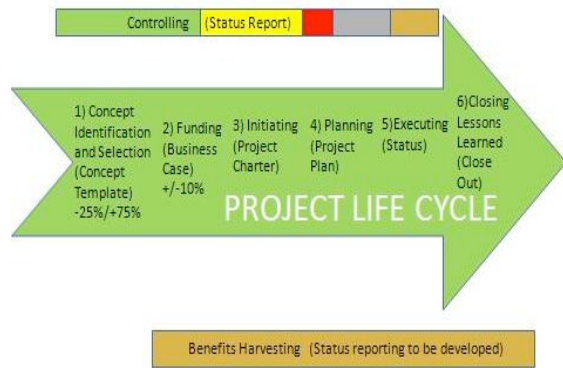 Controlling (Status Report)
1) Concept
Identification
and Selection
(Concept
Template)
-25%/+75%
2) Funding
(Business
Case)
+/-10%
3) Initiating
(Project
Charter)
4) Planning
(Project
Plan)
5)Executing
(Status)
6)Closing
Lessons
Learned
(Close
Out)
PROJECT LIFE CYCLE
Benefits Harvesting (Status reporting to be developed)